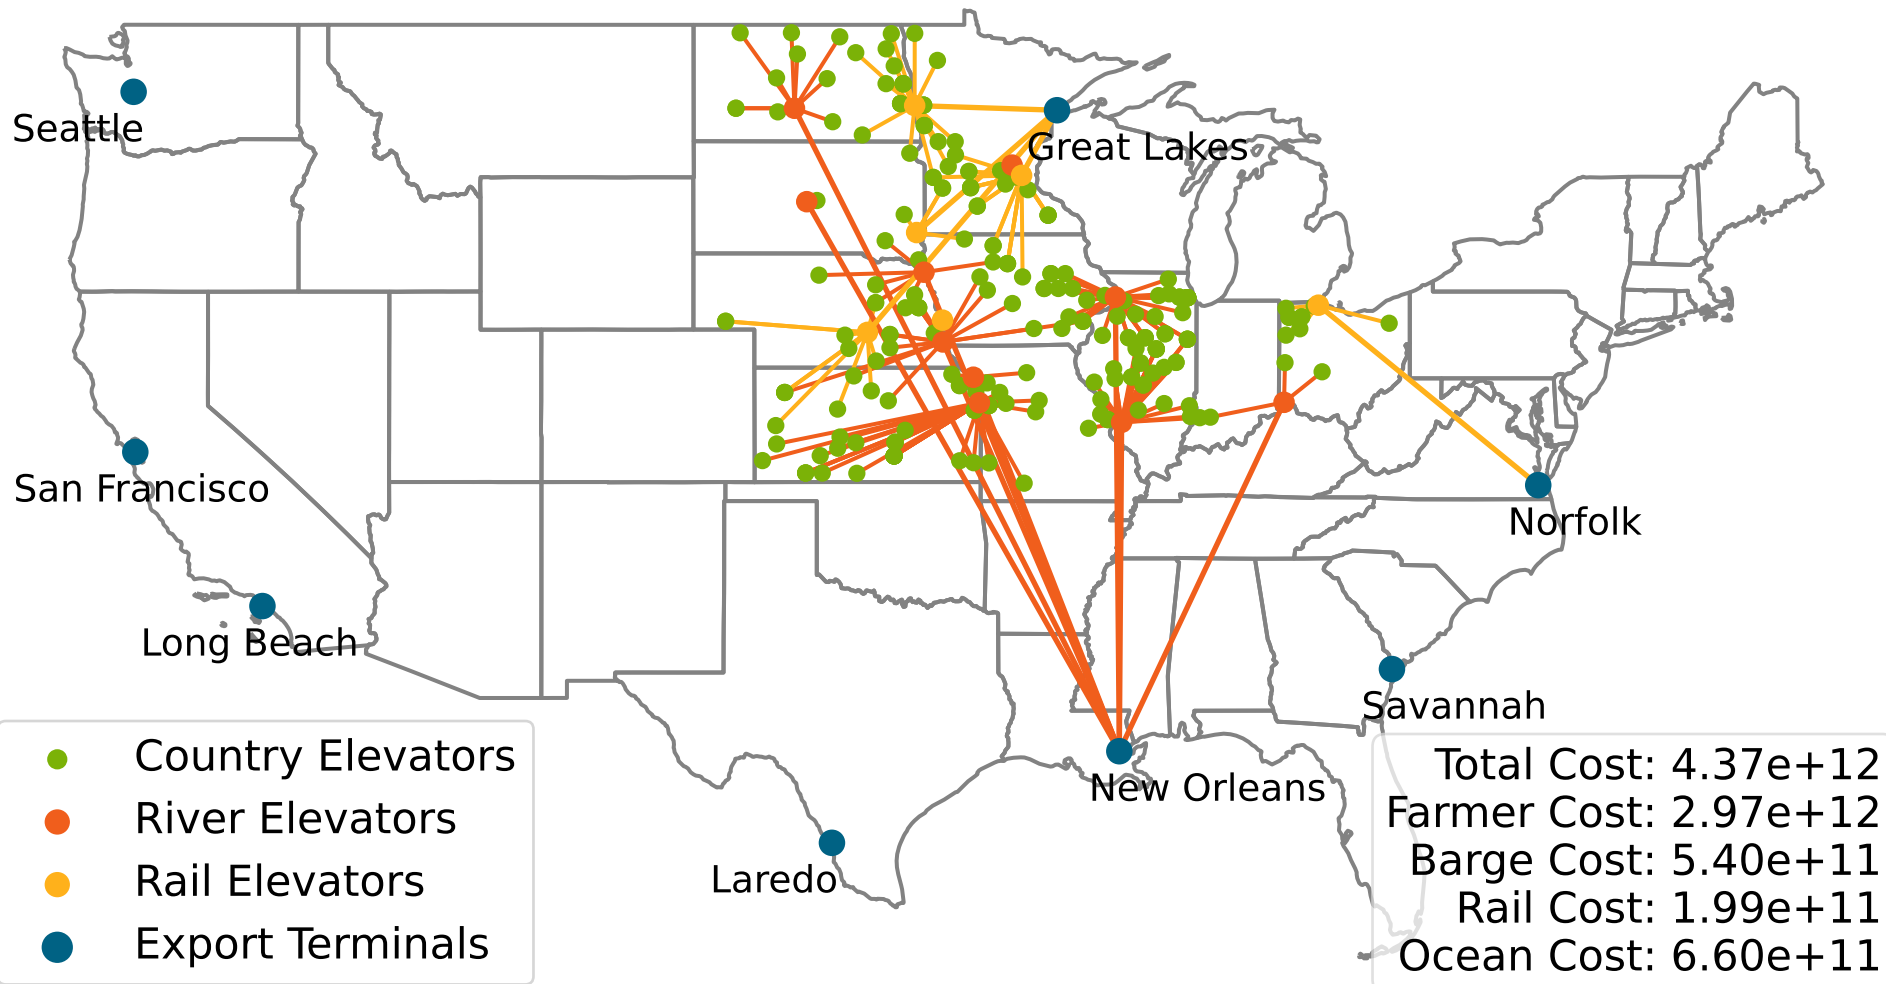 Seattle
Great Lakes
San Francisco
Norfolk
Long Beach
Savannah
New Orleans
Laredo
Country Elevators
River Elevators
Rail Elevators
Export Terminals
Total Cost: 4.37e+12
Farmer Cost: 2.97e+12
Barge Cost: 5.40e+11
Rail Cost: 1.99e+11
Ocean Cost: 6.60e+11